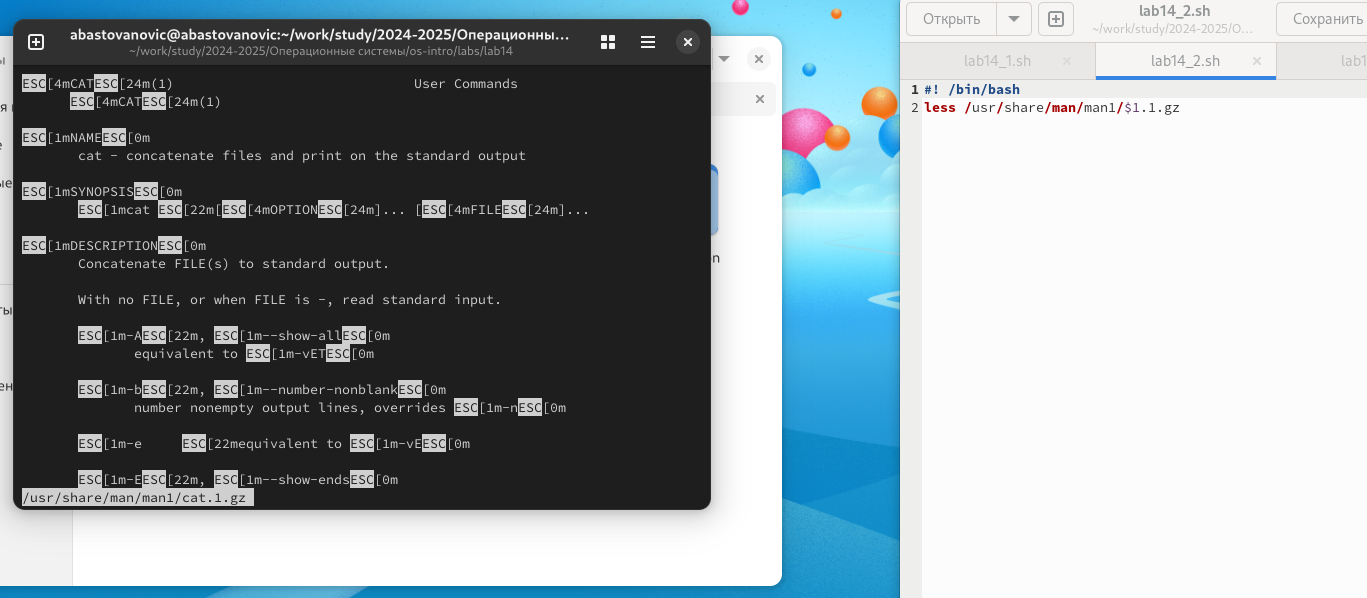 abastovanovic@abastovanovic:~/work/study/2024-2025/Операционны...
~/work/study/2024-2025/Операционные системы/os-intro/labs/lab14
ESC[4mCATESC[24m(1) User Commands
ESC[4mCATESC[24m(1)
ESC[1mNAMEESC[0m
cat - concatenate files and print on the standard output
ESC[1mSYNOPSISESC[0m
ESC[1mcat ESC[22m[ESC[4mOPTIONESC[24m]... [ESC[4mFILEESC[24m]...
ESC[1mDESCRIPTIONESC[0m
Concatenate FILE(s) to standard output.
With no FILE, or when FILE is -, read standard input.
ESC[1m-AESC[22m, ESC[1m--show-allESC[0m
equivalent to ESC[1m-vETESC[0m
ESC[1m-bESC[22m, ESC[1m--number-nonblankESC[0m
number nonempty output lines, overrides ESC[1m-nESC[0m
ESC[1m-e ESC[22mequivalent to ESC[1m-vEESC[0m
ESC[1m-EESC[22m, ESC[1m--show-endsESC[0m
/usr/share/man/man1/cat.1.gz
Открыть
lab14_2.sh
~/work/study/2024-2025/О...
Сохранить
lab14_1.sh
lab14_2.sh
lab1
1 #! /bin/bash
2 less /usr/share/man/man1/$1.1.gz